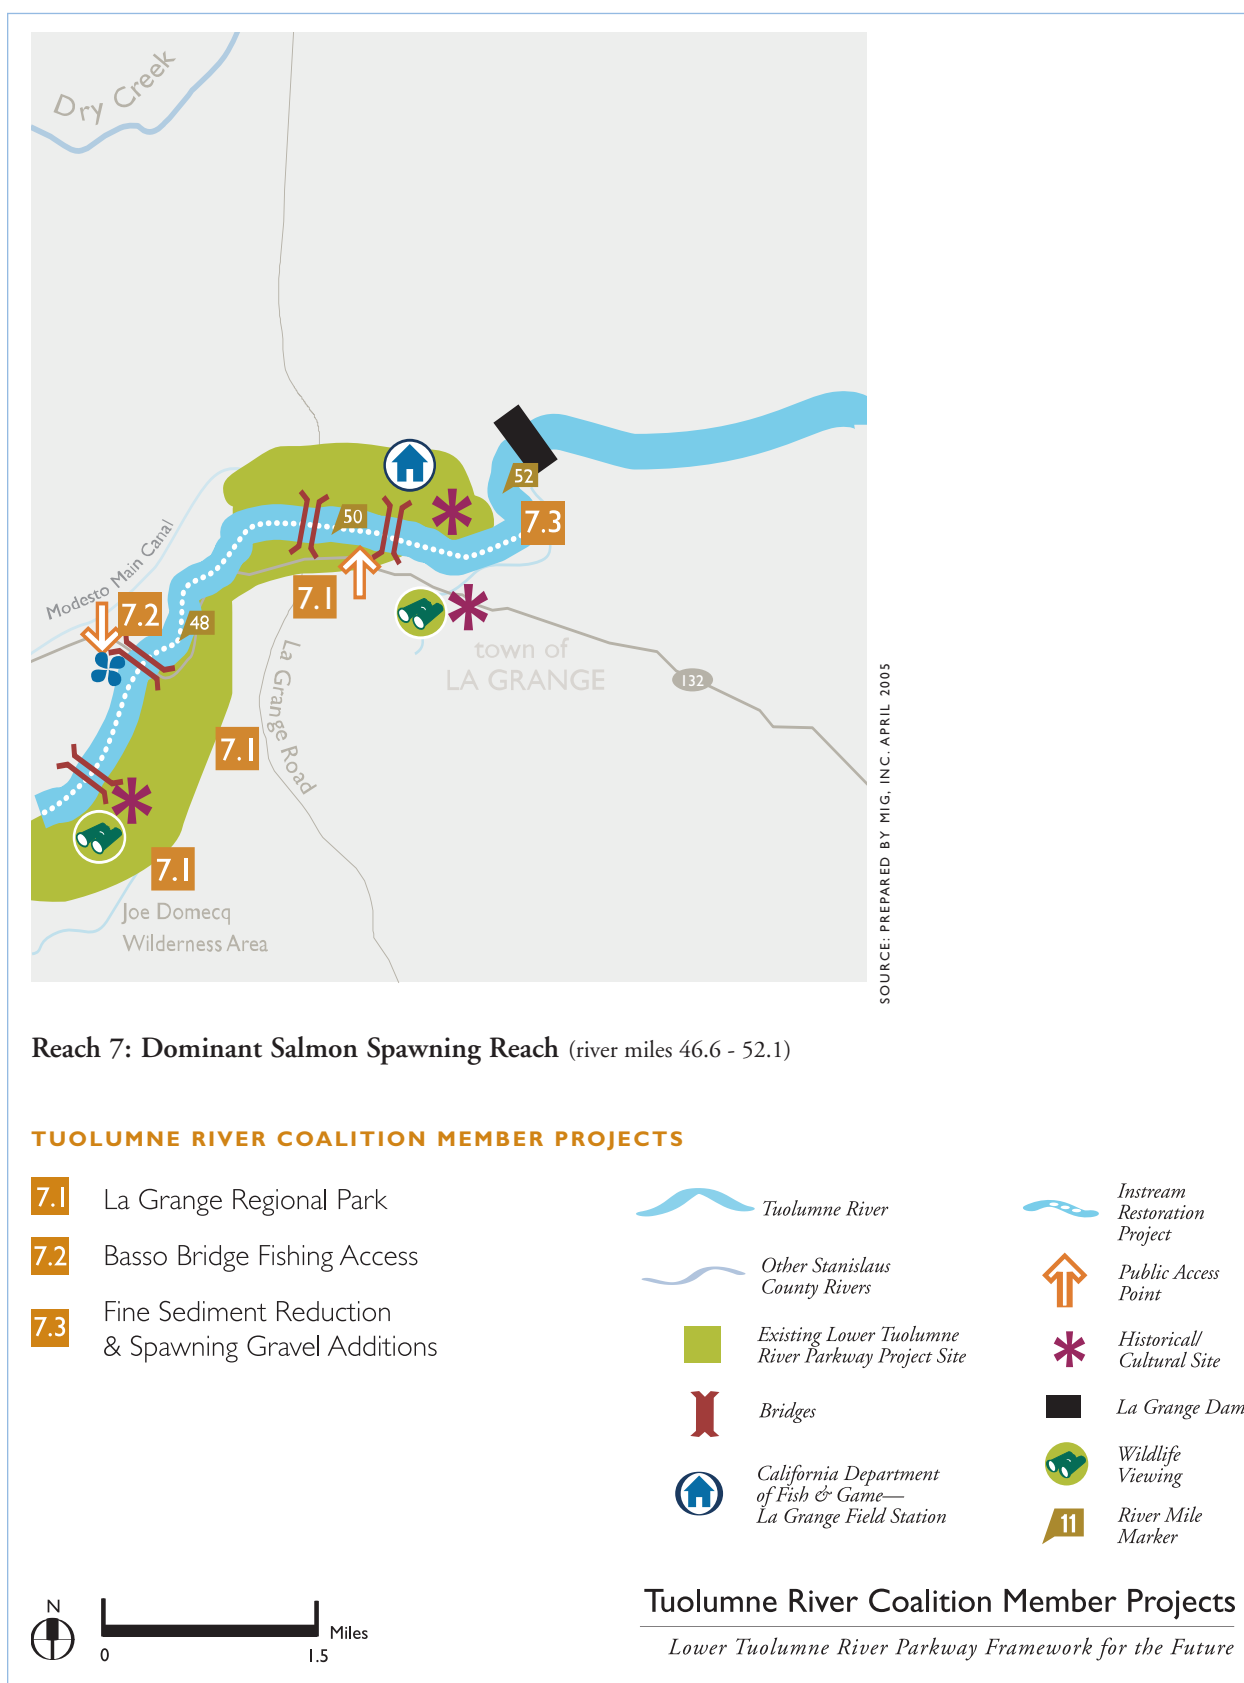 Dry Creek
52
50
7.3
Modesto Main Canal
7.1
7.2
48
town of
LA GRANGE
La Grange Road
132
7.1
7.1
Joe Domecq
Wilderness Area
SOURCE: PREPARED BY MIG, INC. APRIL 2005
Reach 7: Dominant Salmon Spawning Reach (river miles 46.6 - 52.1)
TUOLUMNE RIVER COALITION MEMBER PROJECTS
7.1 La Grange Regional Park
7.2 Basso Bridge Fishing Access
7.3 Fine Sediment Reduction
& Spawning Gravel Additions
Tuolumne River
Other Stanislaus
County Rivers
Existing Lower Tuolumne
River Parkway Project Site
Bridges
California Department
of Fish & Game—
La Grange Field Station
Instream
Restoration
Project
Public Access
Point
Historical/
Cultural Site
La Grange Dam
Wildlife
Viewing
11
River Mile
Marker
N
0 1.5 Miles
Tuolumne River Coalition Member Projects
Lower Tuolumne River Parkway Framework for the Future